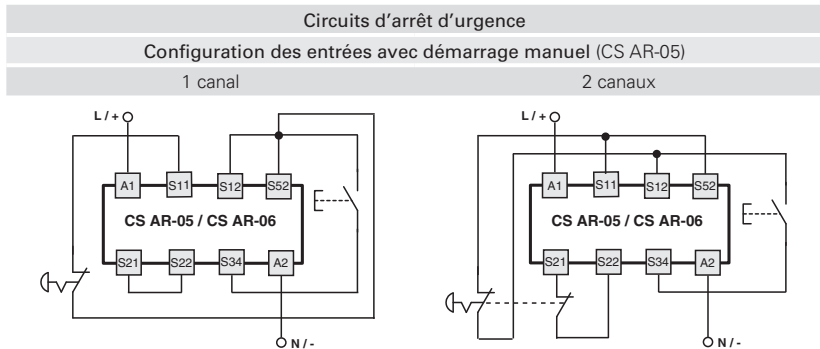 Circuits d'arrêt d'urgence
Configuration des entrées avec démarrage manuel (CS AR-05)
1 canal 2 canaux
L / + L / +
A1 S11 S12 S52 A1 S11 S12 S52
CS AR-05 / CS AR-06 CS AR-05 / CS AR-06
S21 S22 S34 A2 S21 S22 S34 A2
N / - N / -